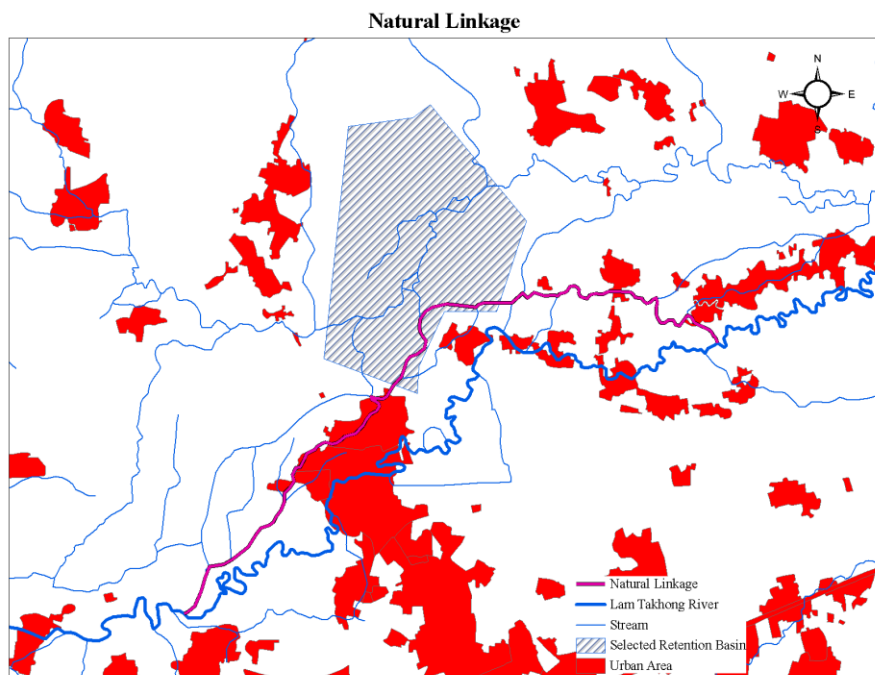 Natural Linkage
N
W E
S
Natural Linkage
Lam Takhong River
Stream
Selected Retention Basin
Urban Area